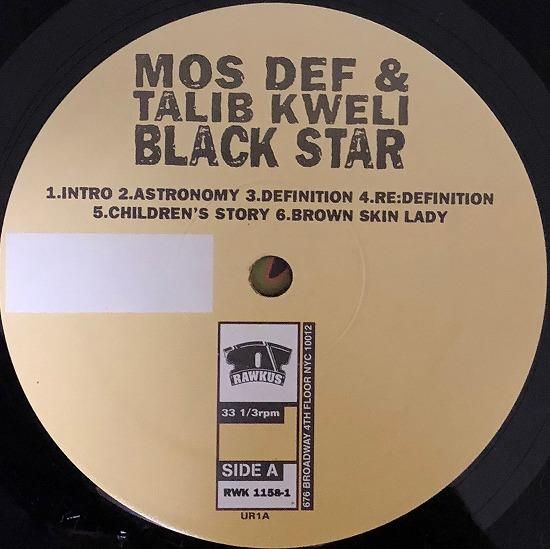 MOS DEF &
TALIB KWELI
BLACK STAR
1.INTRO 2.ASTRONOMY 3.DEFINITION 4.RE:DEFINITION
5.CHILDREN'S STORY 6.BROWN SKIN LADY
RAWKUS
33 1/3rpm
SIDE A
RWK 1158-1
676 BROADWAY 4TH FLOOR NYC 10012
UR1A